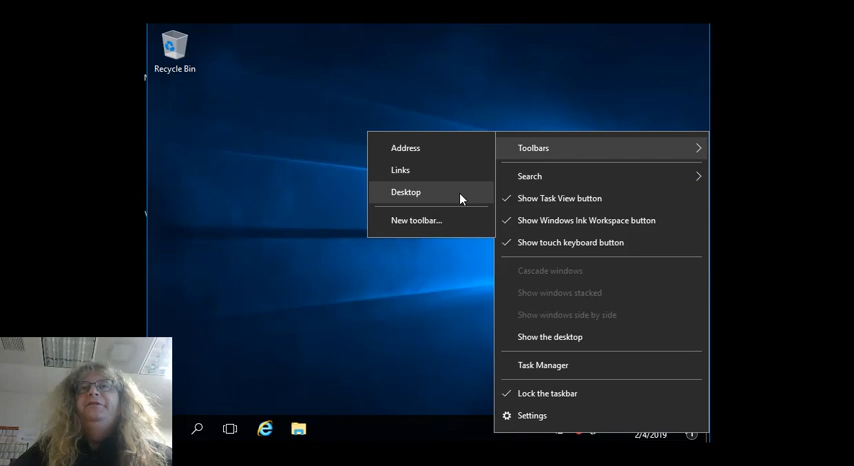 Recycle Bin
Address
Links
Desktop
New toolbar...
Toolbars
Search
Show Task View button
Show Windows Ink Workspace button
Show touch keyboard button
Cascade windows
Show windows stacked
Show windows side by side
Show the desktop
Task Manager
Lock the taskbar
Settings
2/4/2019